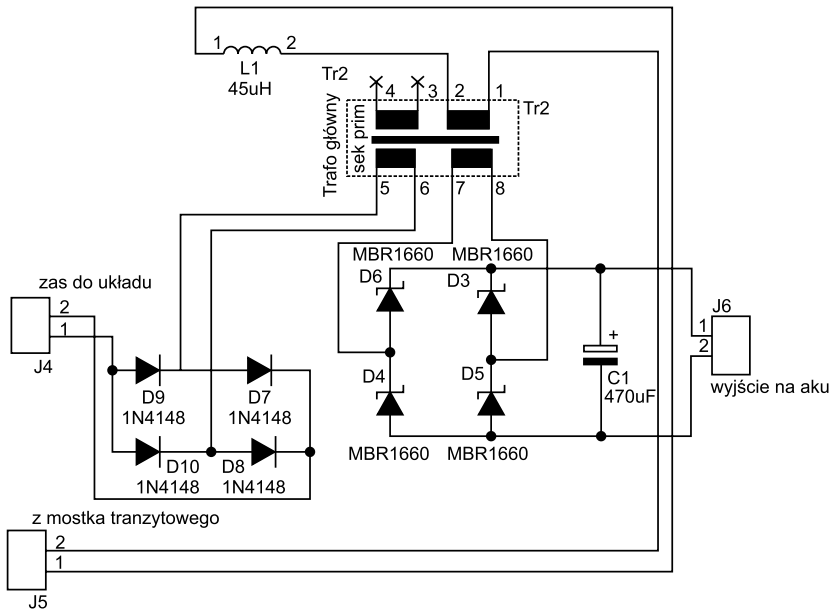 1
2
L1
45uH
Tr2
4
3
2
1
Tr2
Trafo główny
sek prim
5
6
7
8
MBR1660
MBR1660
zas do układu
D6
D3
2
1
J4
J6
1
2
+
D9
1N4148
D7
1N4148
D4
D5
C1
470uF
wyjście na aku
MBR1660
MBR1660
D10
1N4148
D8
1N4148
z mostka tranzytowego
2
1
J5